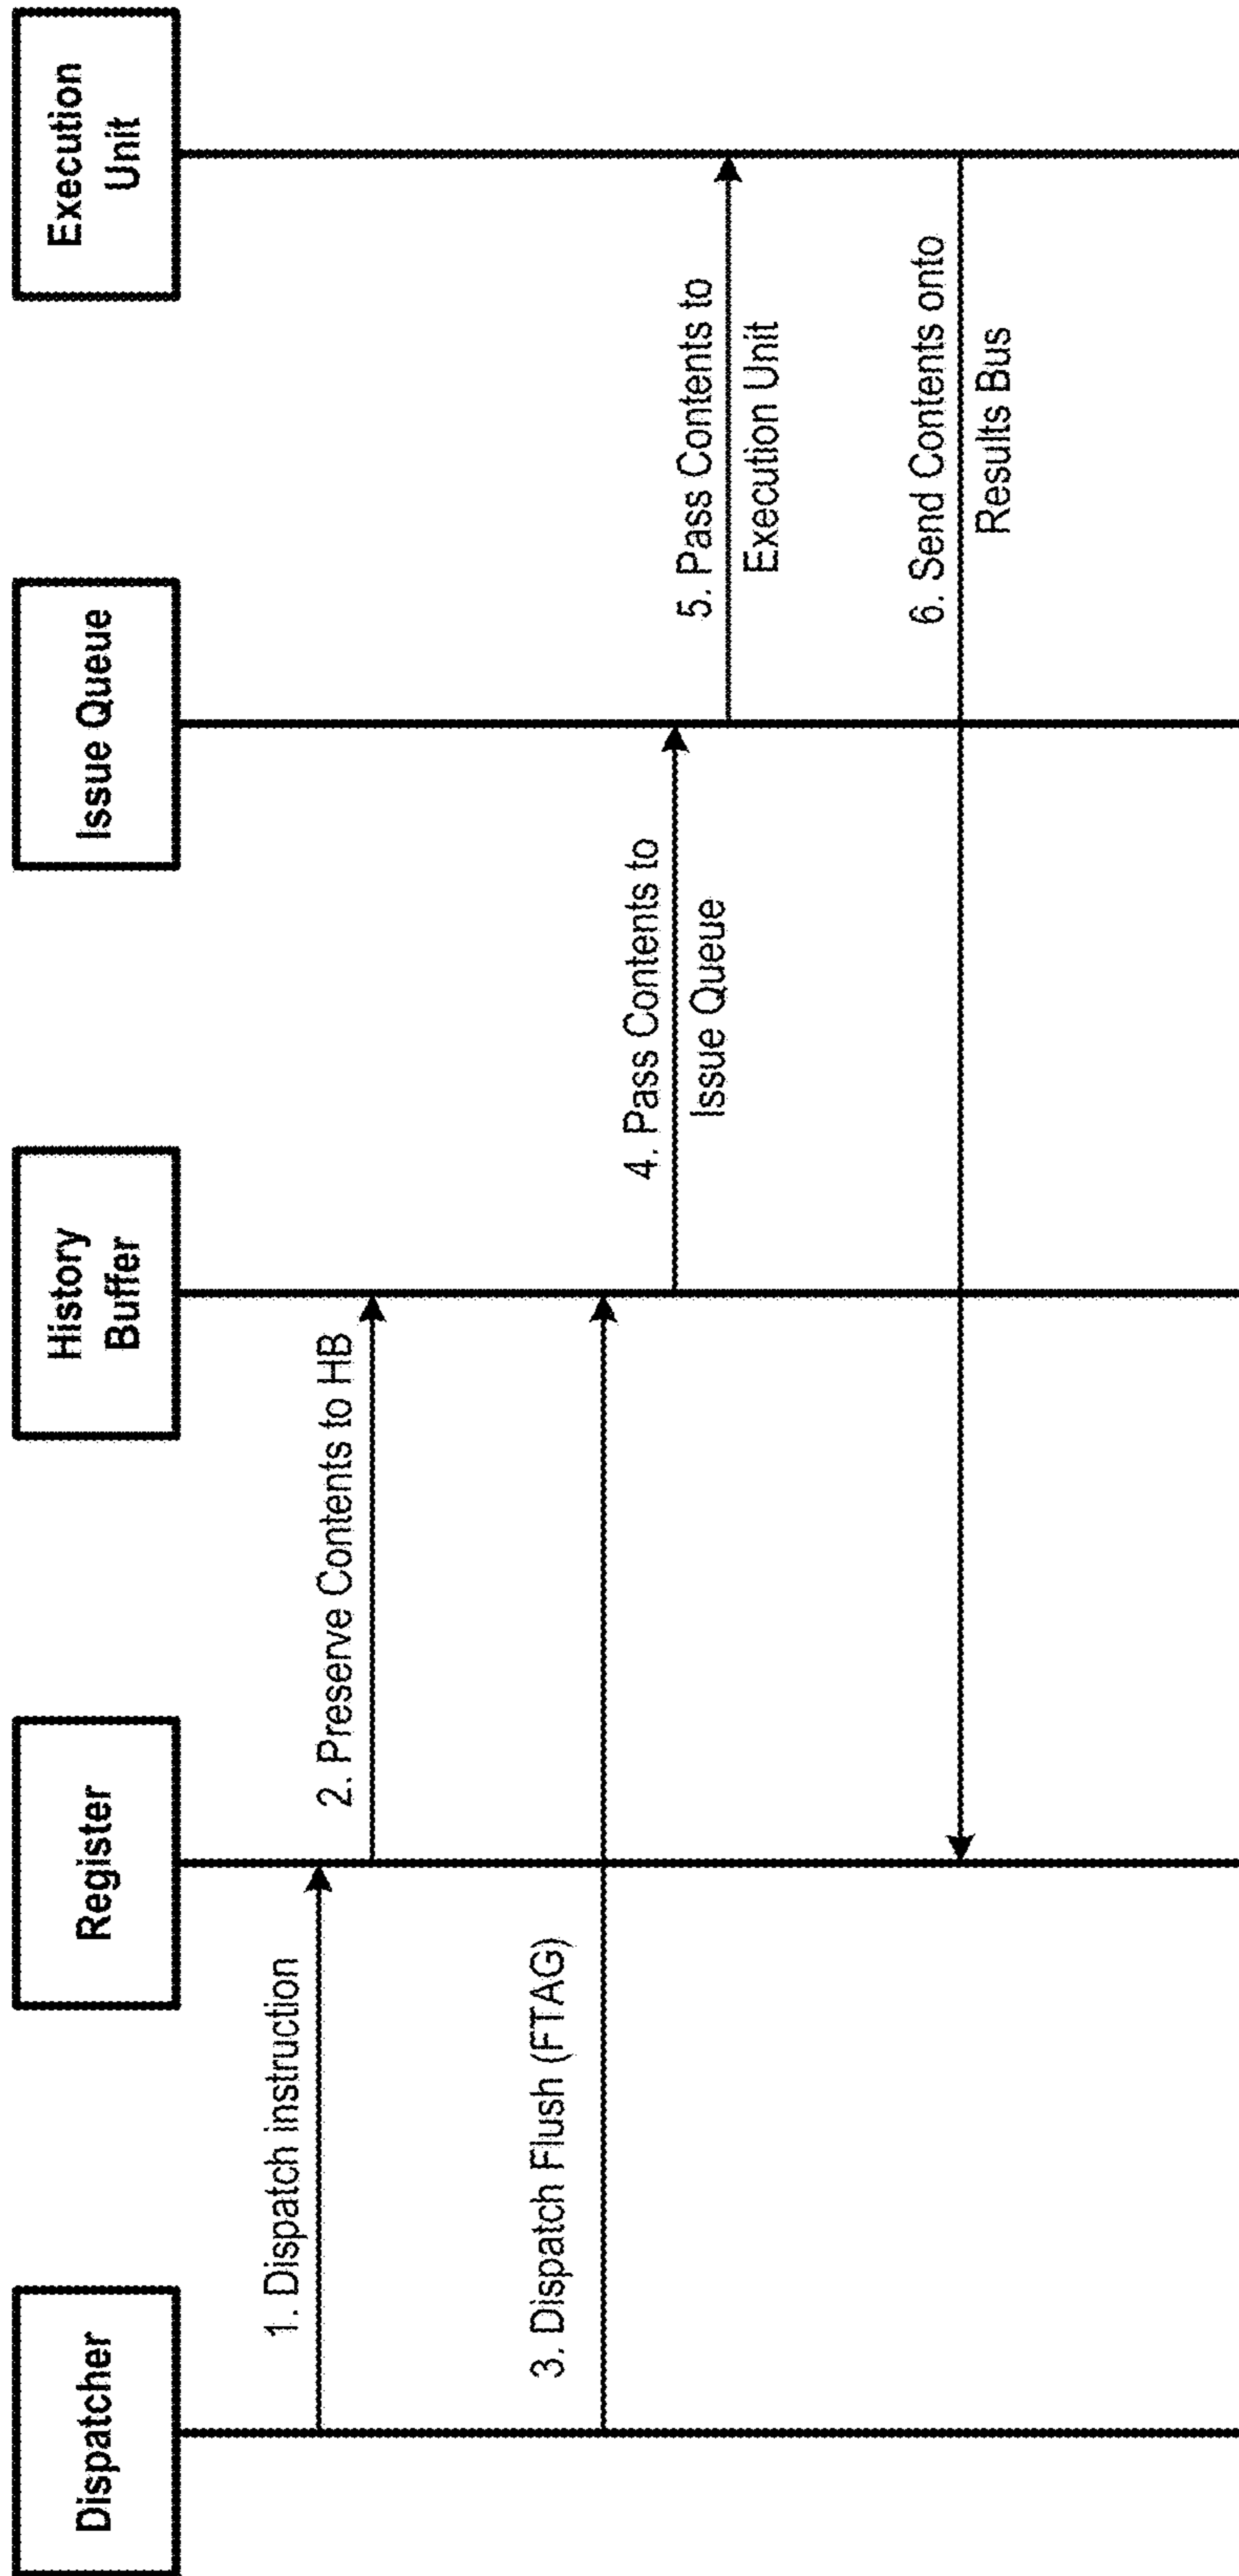 Dispatcher
Register
History
Buffer
Issue Queue
Execution
Unit
1. Dispatch instruction
2. Preserve Contents to HB
3. Dispatch Flush (FTAG)
4. Pass Contents to
Issue Queue
5. Pass Contents to
Execution Unit
6. Send Contents onto
Results Bus